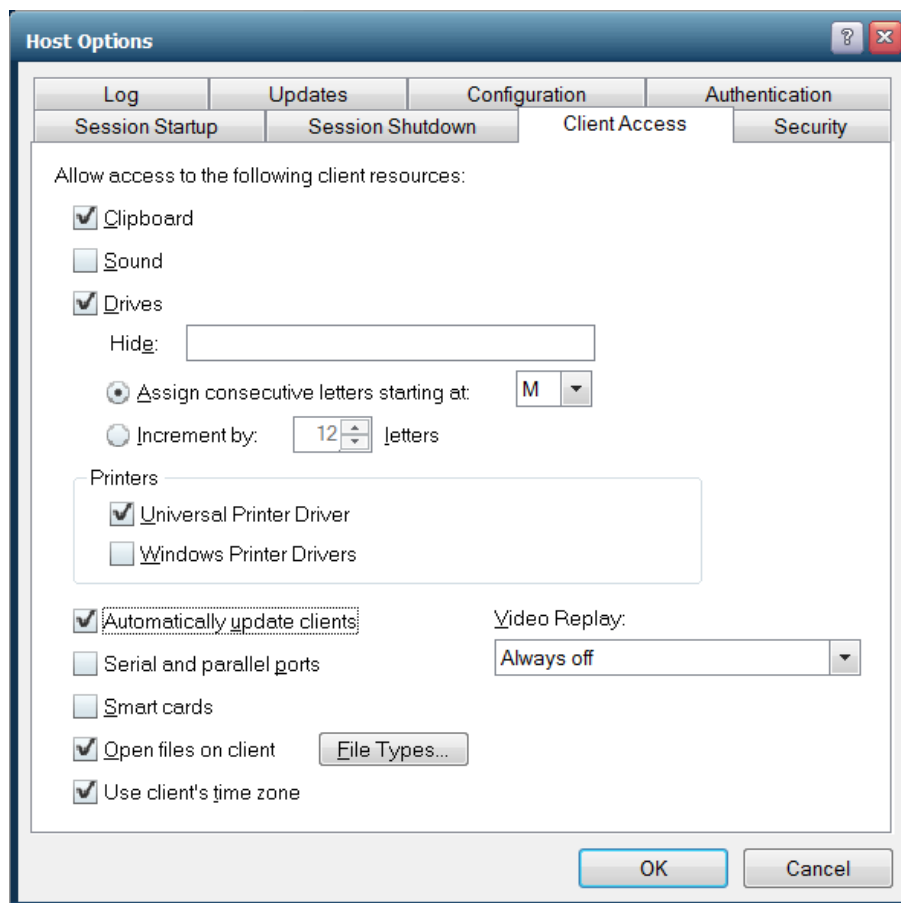 Host Options
Log Updates Configuration Authentication
Session Startup Session Shutdown Client Access Security
Allow access to the following client resources:
Clipboard
Sound
Drives
Hide:
Assign consecutive letters starting at: M
Increment by: 12 letters
Printers
Universal Printer Driver
Windows Printer Drivers
Automatically update clients Video Replay:
Serial and parallel ports Always off
Smart cards
Open files on client File Types...
Use client's time zone
OK Cancel